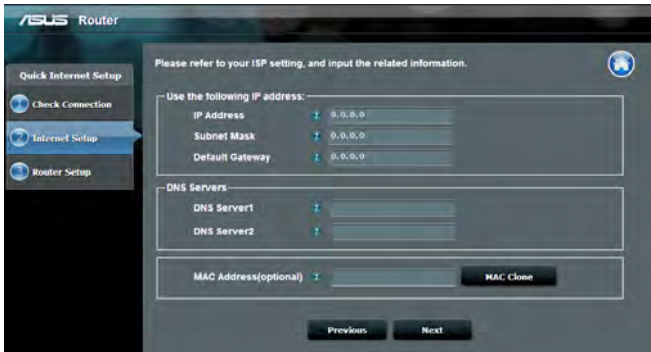 ASUS Router
Quick Internet Setup
1 Check Connection
2 Internet Setup
3 Router Setup
Please refer to your ISP setting, and input the related information.
Use the following IP address:
IP Address 0.0.0.0
Subnet Mask 0.0.0.0
Default Gateway 0.0.0.0
DNS Servers
DNS Server1
DNS Server2
MAC Address(optional) MAC Clone
Previous Next